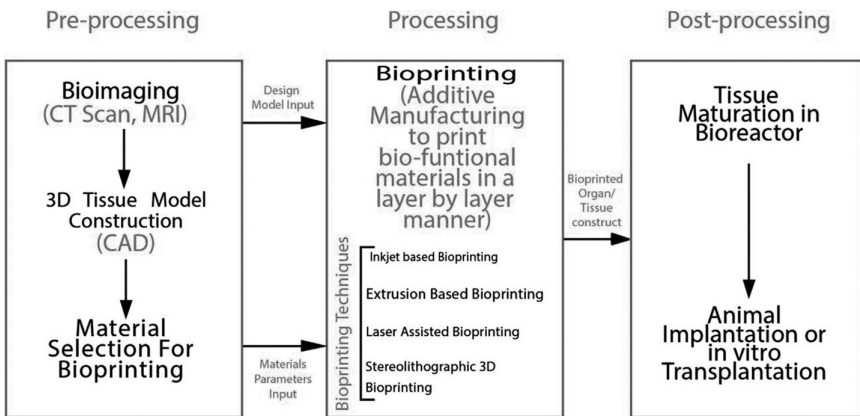 Pre-processing
Bioimaging
(CT Scan, MRI)
3D Tissue Model
Construction
(CAD)
Material
Selection For
Bioprinting
Design
Model Input
Materials
Parameters
Input
Processing
Bioprinting
(Additive
Manufacturing
to print
bio-funtional
materials in a
layer by layer
manner)
Bioprinting Techniques
Inkjet based Bioprinting
Extrusion Based Bioprinting
Laser Assisted Bioprinting
Stereolithographic 3D
Bioprinting
Bioprinted
Organ/
Tissue
construct
Post-processing
Tissue
Maturation in
Bioreactor
Animal
Implantation or
in vitro
Transplantation